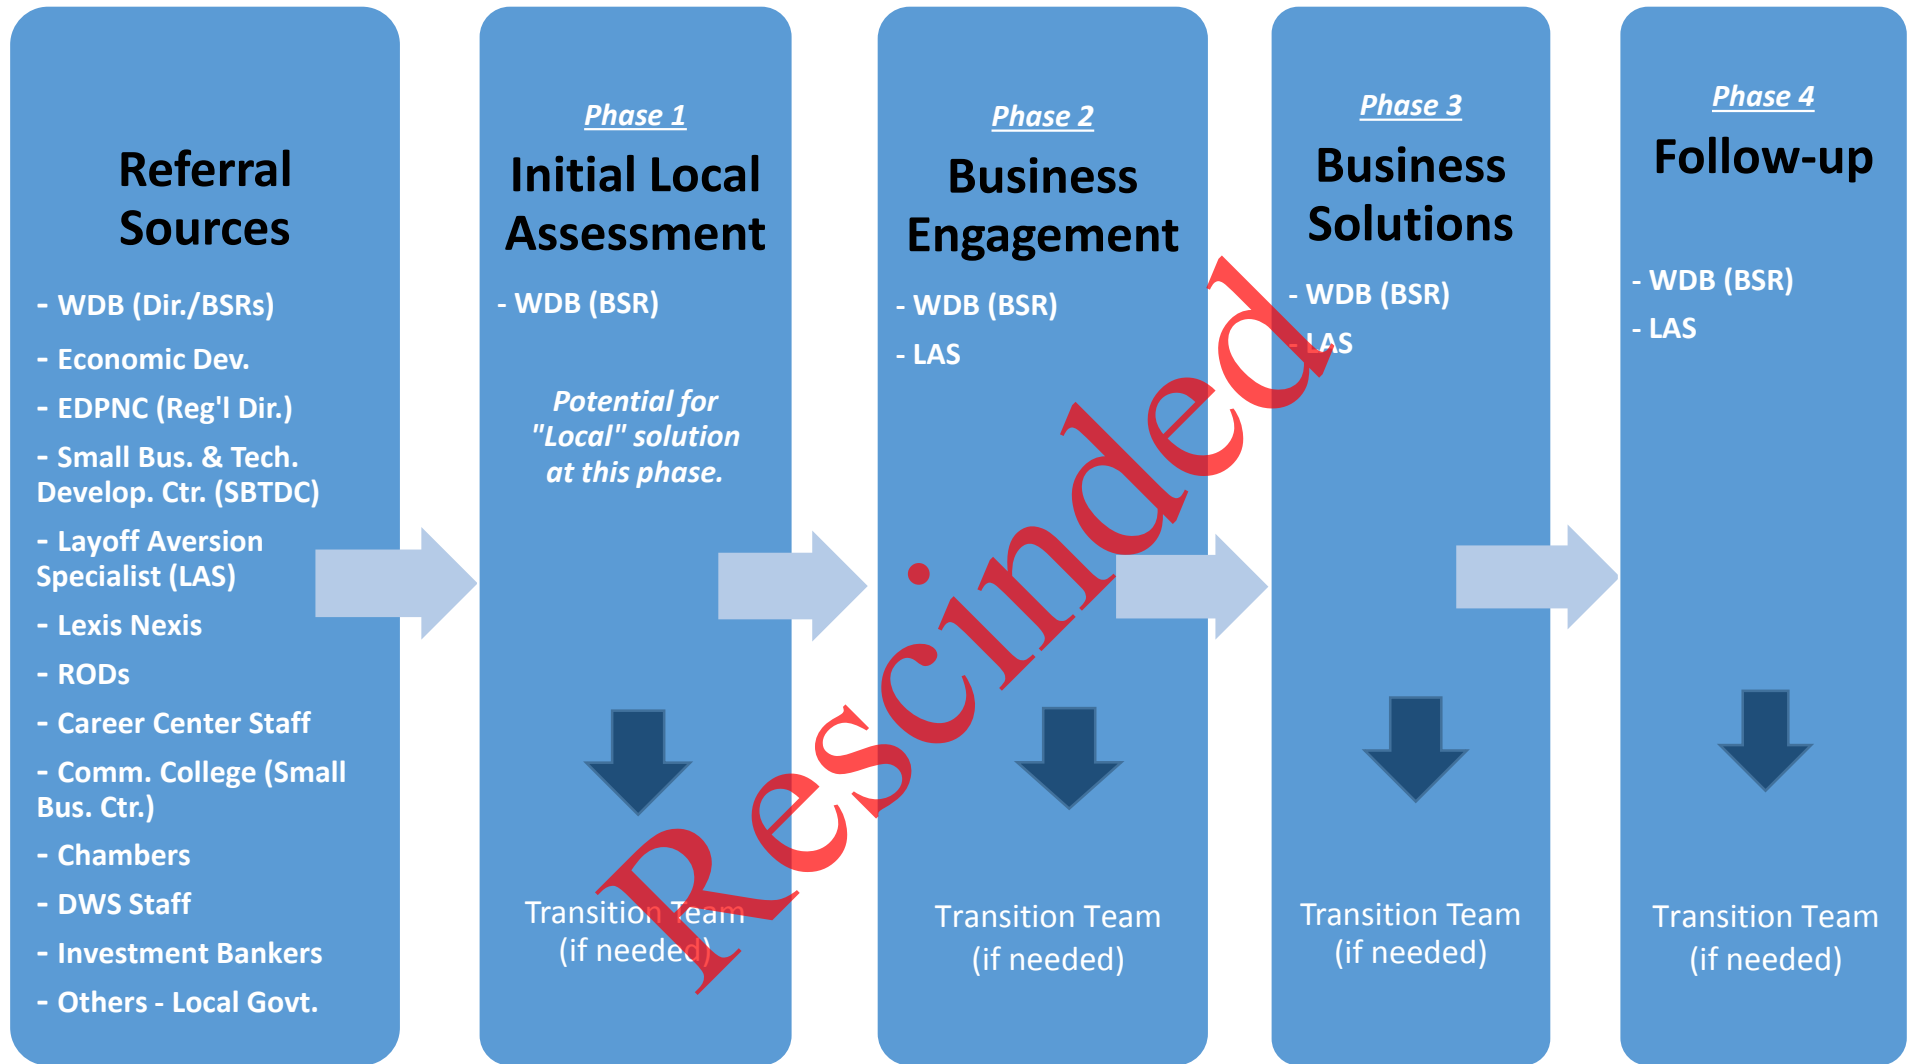 Referral
Sources
- WDB (Dir./BSRs)
- Economic Dev.
- EDPNC (Reg'l Dir.)
- Small Bus. & Tech.
Develop. Ctr. (SBTDC)
- Layoff Aversion
Specialist (LAS)
- Lexis Nexis
- RODs
- Career Center Staff
- Comm. College (Small
Bus. Ctr.)
- Chambers
- DWS Staff
- Investment Bankers
- Others - Local Govt.
Phase 1
Initial Local
Assessment
- WDB (BSR)
Potential for
"Local" solution
at this phase.
Transition Team
(if needed)
Phase 2
Business
Engagement
- WDB (BSR)
- LAS
Transition Team
(if needed)
Phase 3
Business
Solutions
- WDB (BSR)
- LAS
Transition Team
(if needed)
Phase 4
Follow-up
- WDB (BSR)
- LAS
Transition Team
(if needed)
Rescinded